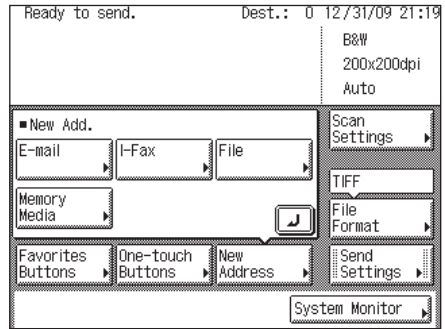 Ready to send.  Dest.:  0  12/31/09 21:19
B&W
200x200dpi
Auto
■New Add.
E-mail
I-Fax
File
Memory
Media
Scan
Settings
TIFF
File
Format
Favorites
Buttons
One-touch
Buttons
New
Address
Send
Settings
System Monitor